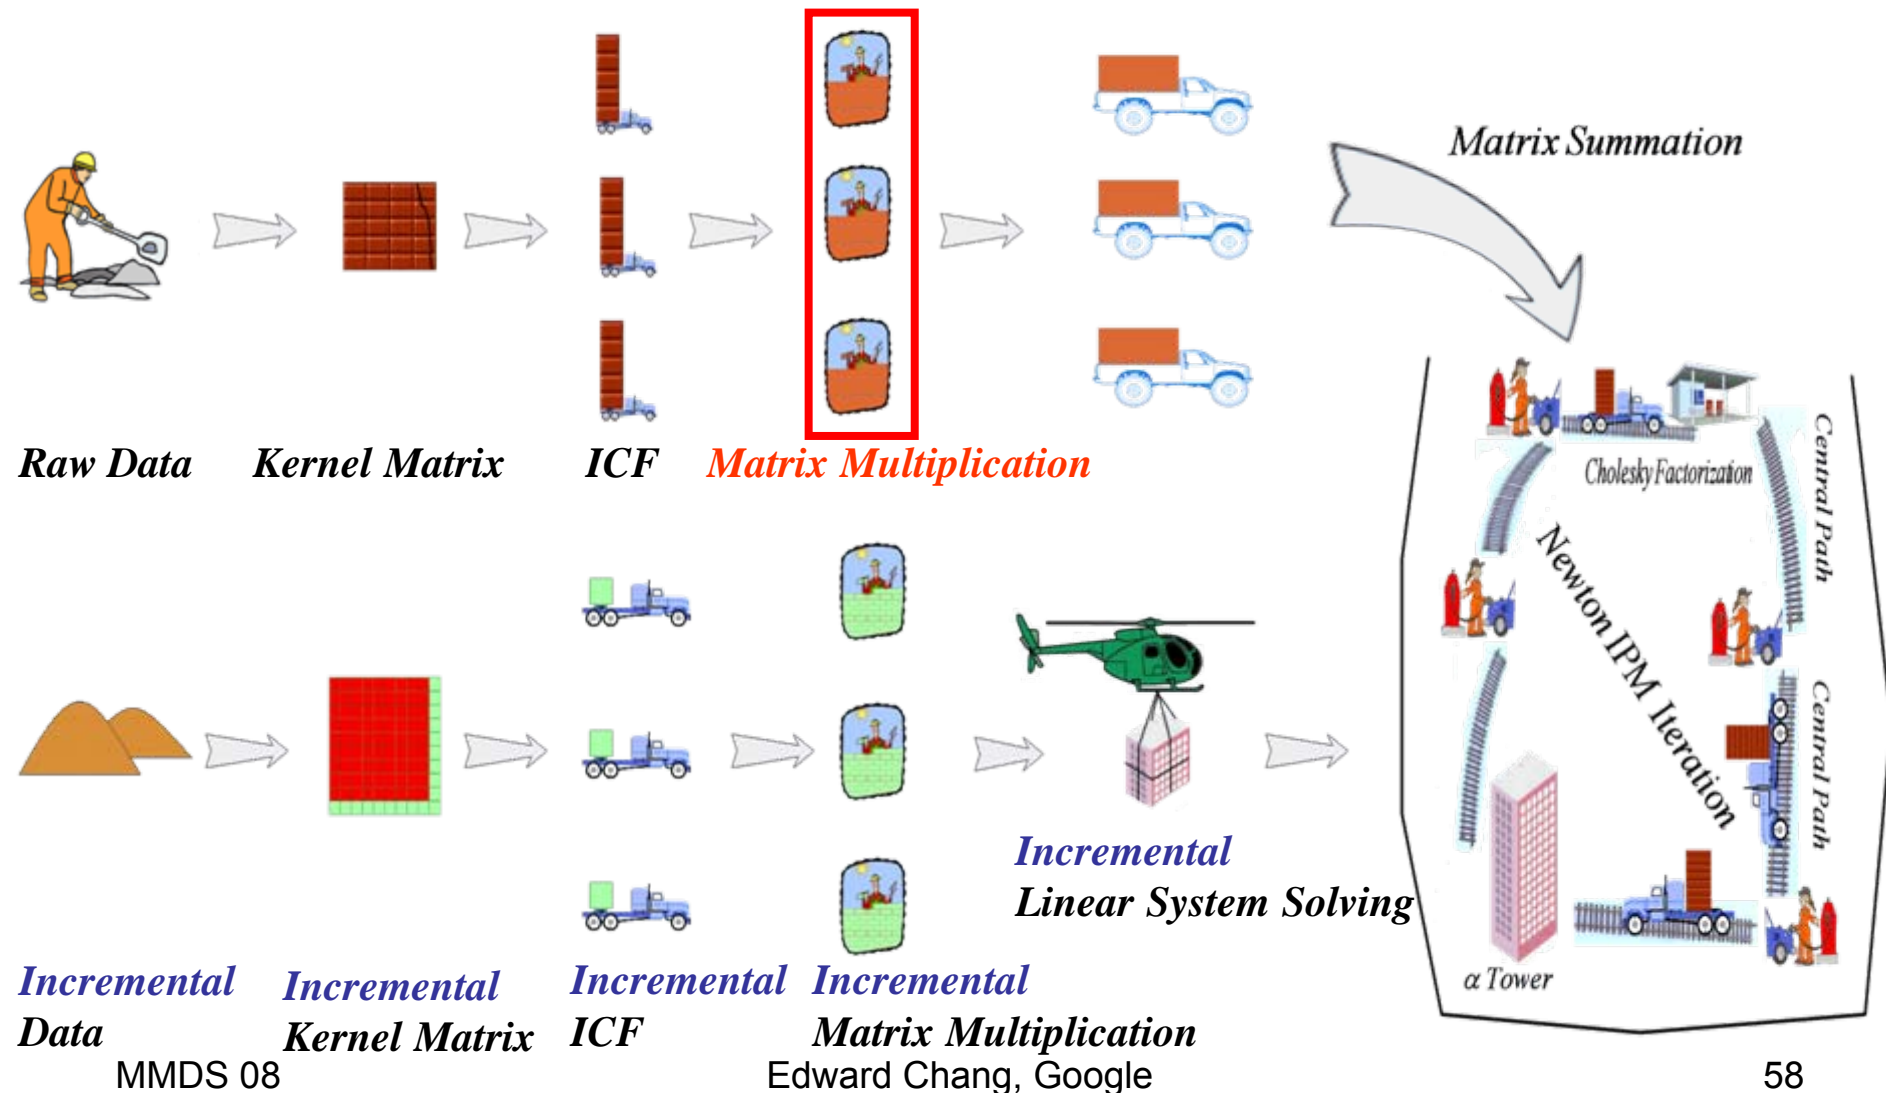 Matrix Summation
Raw Data
Kernel Matrix
ICF
Matrix Multiplication
Cholesky Factorization
Central Path
Newton IPM Iteration
Central Path
α Tower
Incremental
Linear System Solving
Incremental
Data
Incremental
Kernel Matrix
Incremental
ICF
Incremental
Matrix Multiplication
MMDS 08
Edward Chang, Google
58